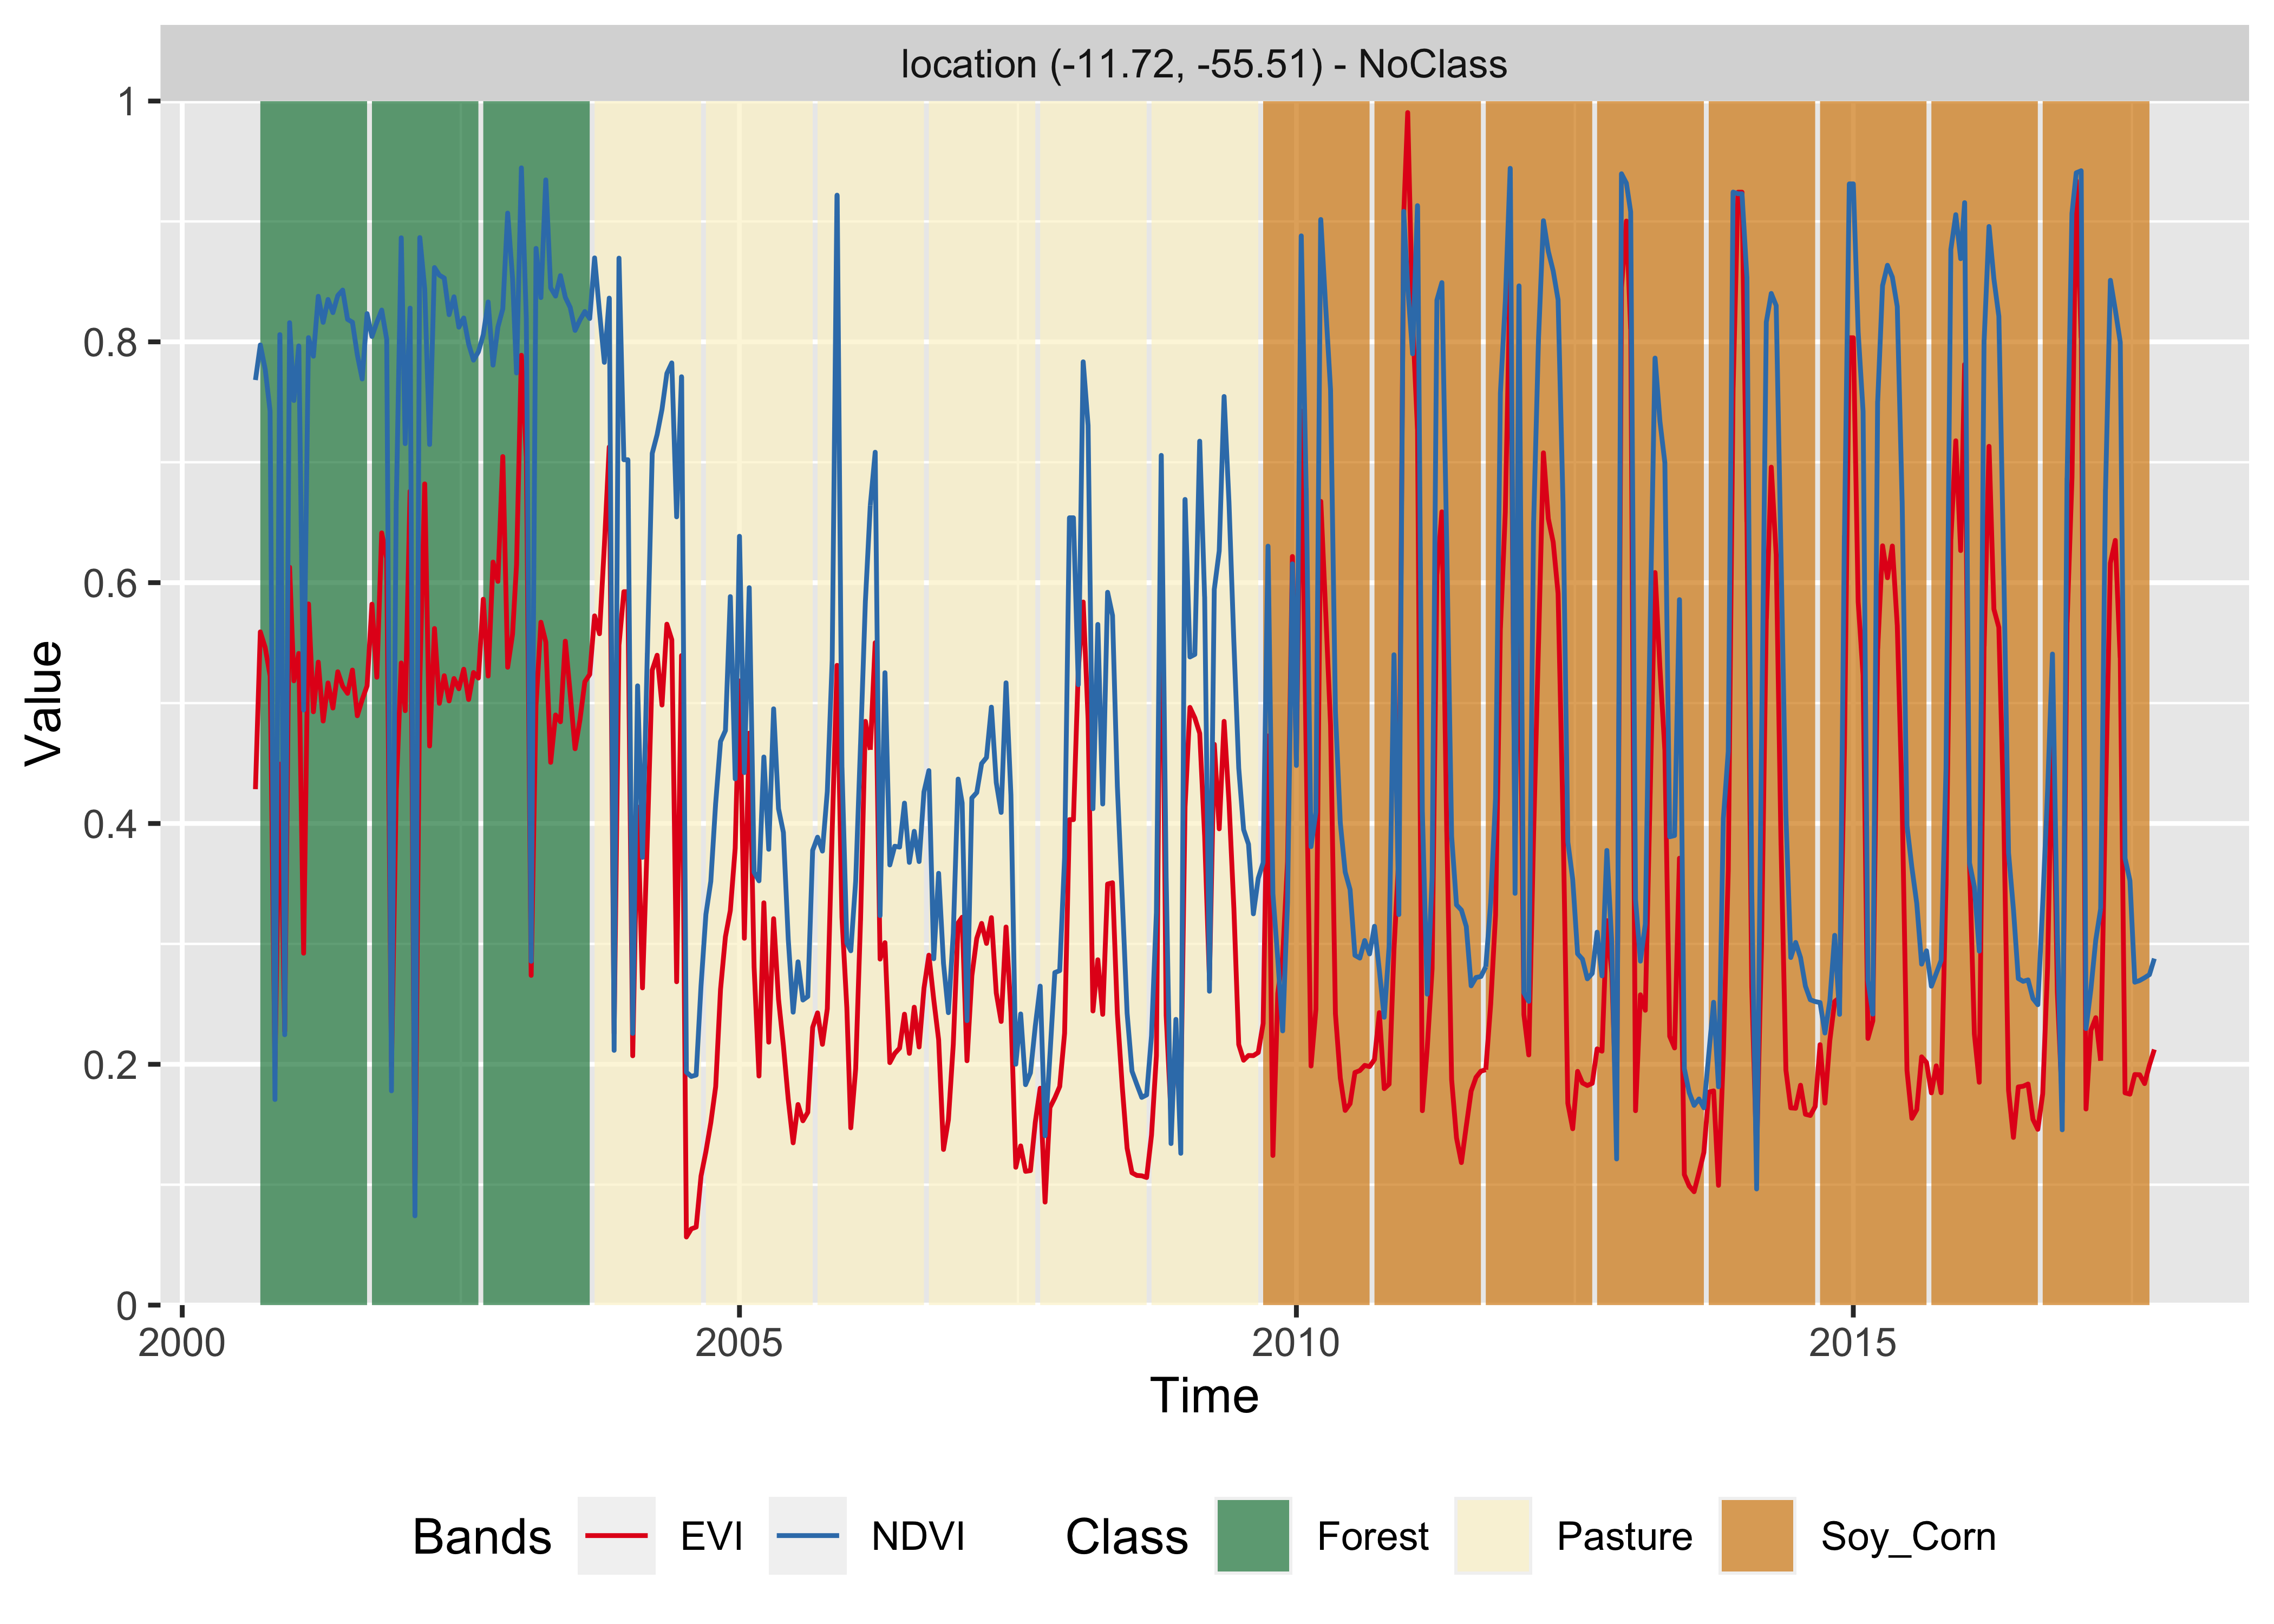 location (-11.72, -55.51) - NoClass
1
0.8
0.6
0.4
0.2
0
Value
2000 2005 2010 2015
Time
Bands EVI NDVI Class Forest Pasture Soy_Corn